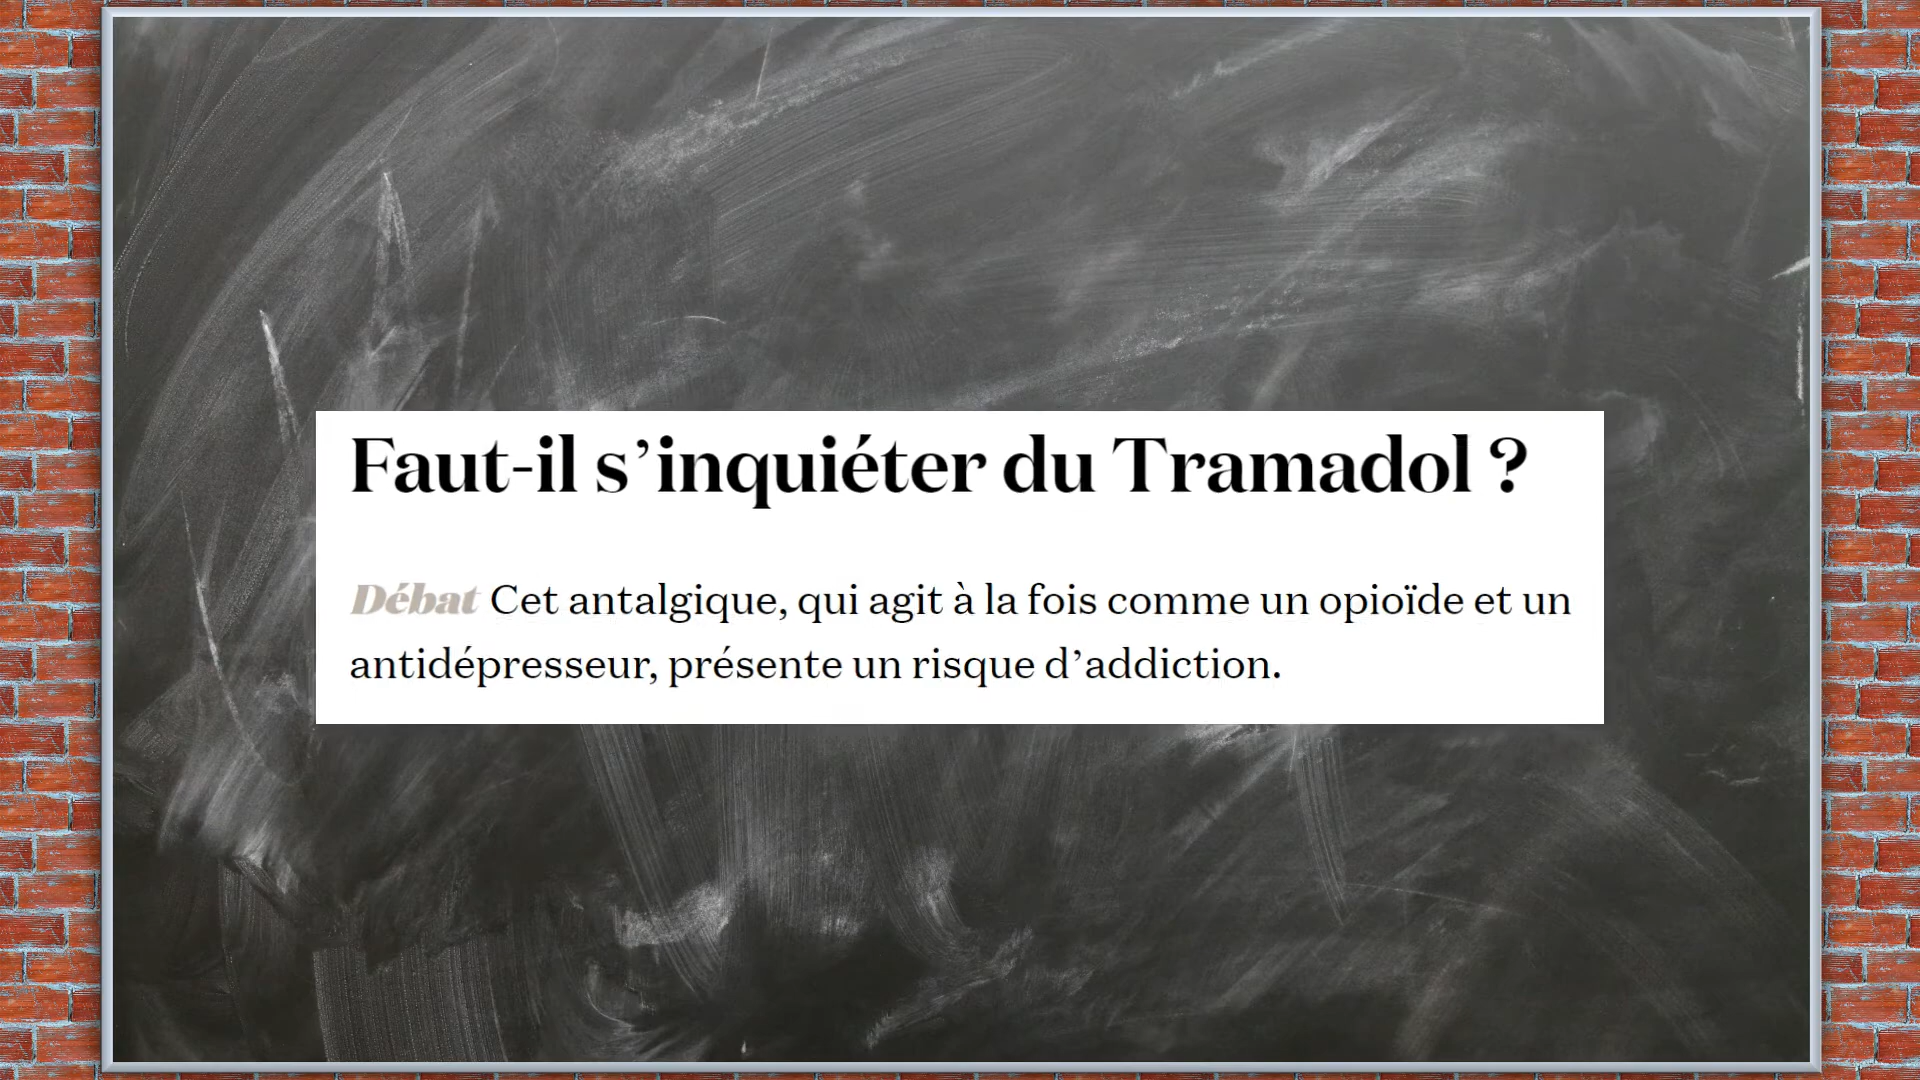 Faut-il s’inquiéter du Tramadol ?
Débat Cet antalgique, qui agit à la fois comme un opioïde et un
antidépresseur, présente un risque d’addiction.